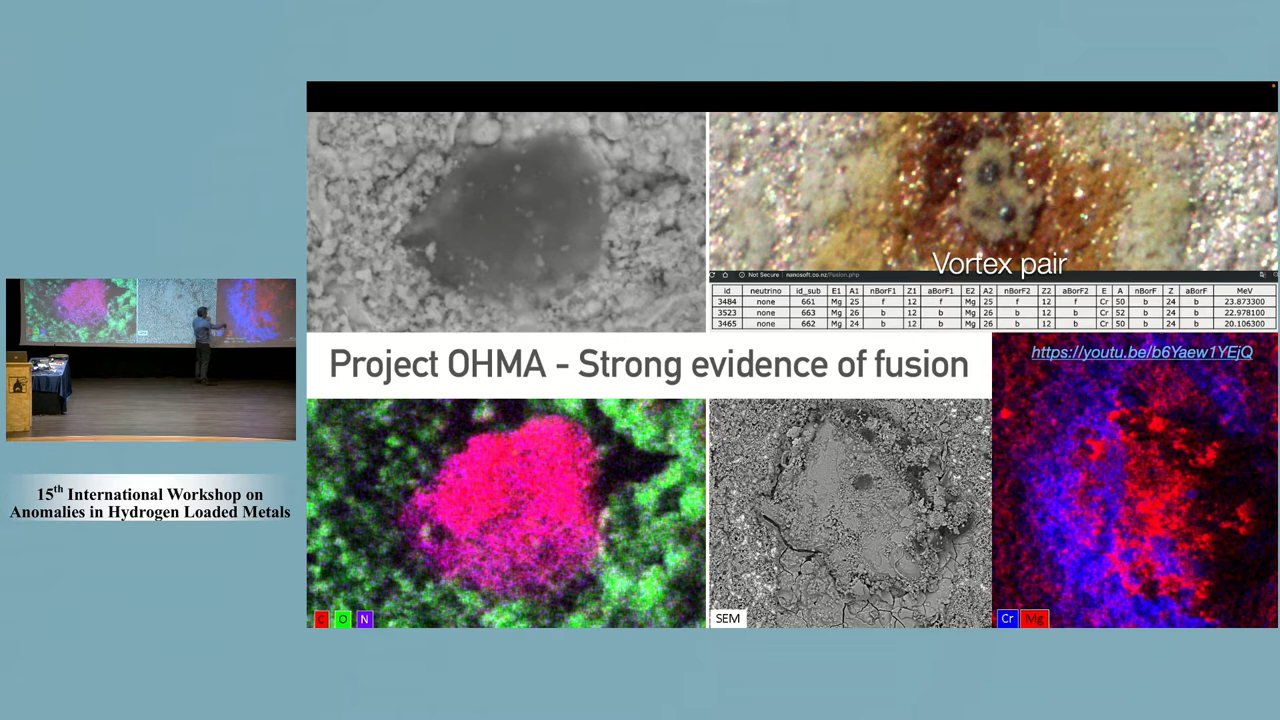 Vortex pair
Not Secure | nanosoft.co.nz/Fusion.php
id neutrino id_sub E1 A1 nBorF1 Z1 aBorF1 E2 A2 nBorF2 Z2 aBorF2 E A nBorF Z aBorF MeV
3484 none 661 Mg 25 f 12 f Mg 25 f 12 f Cr 50 b 24 b 23.873300
3523 none 663 Mg 26 b 12 b Mg 26 b 12 b Cr 52 b 24 b 22.978100
3465 none 662 Mg 24 b 12 b Mg 26 b 12 b Cr 50 b 24 b 20.106300
Project OHMA - Strong evidence of fusion
https://youtu.be/b6Yaew1YEjQ
15th International Workshop on
Anomalies in Hydrogen Loaded Metals
C O N
SEM
Cr Mg